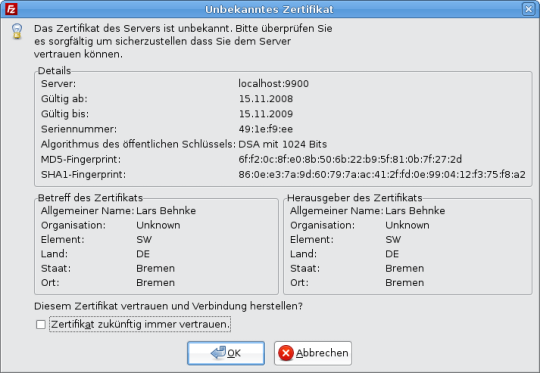 Unbekanntes Zertifikat
Das Zertifikat des Servers ist unbekannt. Bitte überprüfen Sie
es sorgfältig um sicherzustellen dass Sie dem Server
vertrauen können.
Details
Server: localhost:9900
Gültig ab: 15.11.2008
Gültig bis: 15.11.2009
Seriennummer: 49:1e:f9:ee
Algorithmus des öffentlichen Schlüssels: DSA mit 1024 Bits
MD5-Fingerprint: 6f:f2:0c:8f:e0:8b:50:6b:22:b9:5f:81:0b:7f:27:2d
SHA1-Fingerprint: 86:0e:e3:7a:9d:60:79:7a:ac:41:2f:fd:0e:99:04:12:f3:75:f8:a2
Betreff des Zertifikats
Allgemeiner Name: Lars Behnke
Organisation: Unknown
Element: SW
Land: DE
Staat: Bremen
Ort: Bremen
Herausgeber des Zertifikats
Allgemeiner Name: Lars Behnke
Organisation: Unknown
Element: SW
Land: DE
Staat: Bremen
Ort: Bremen
Diesem Zertifikat vertrauen und Verbindung herstellen?
Zertifikat zukünftig immer vertrauen.
OK
Abbrechen